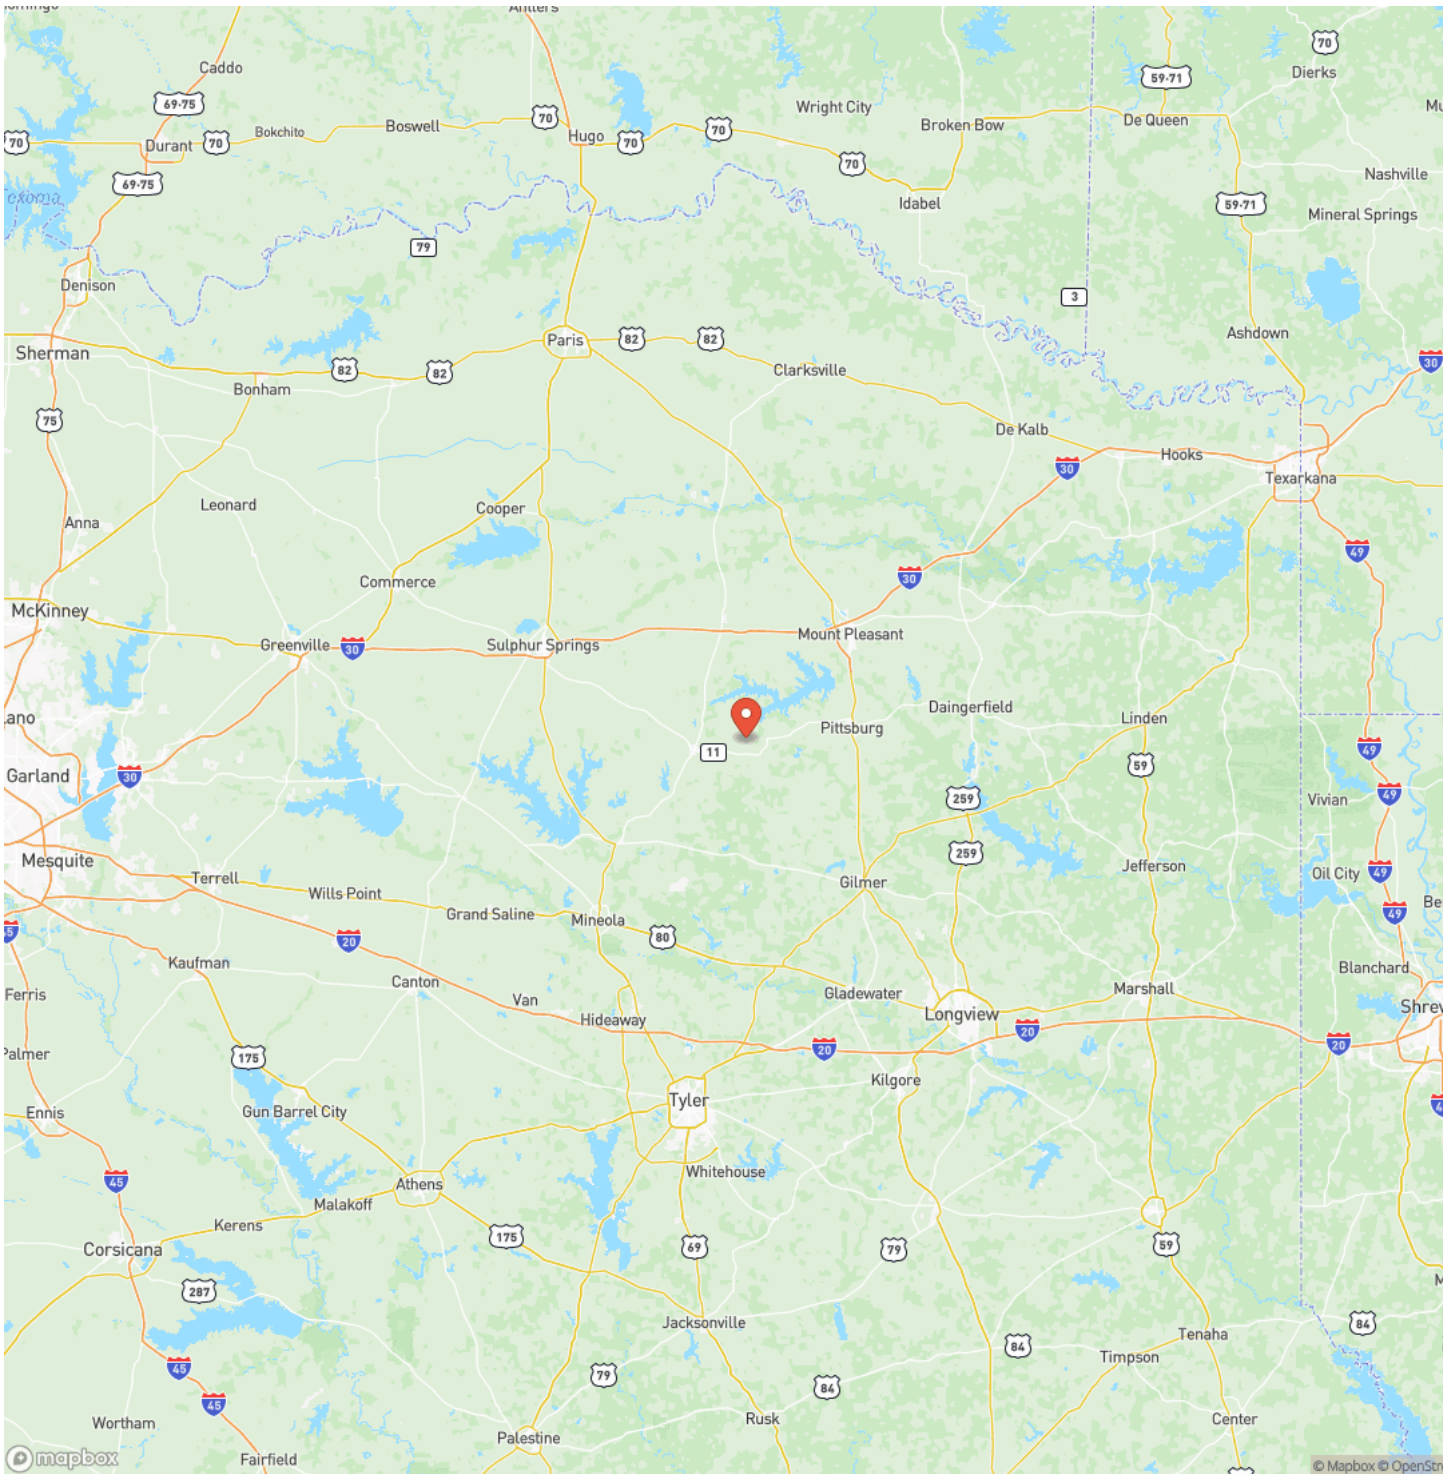 Antlers
Caddo
69-75
Wright City
70
59-71
Dierks
70
Boswell
70
Bokchito
70
Durant
70
Hugo
70
70
Broken Bow
De Queen
70
69-75
Idabel
Nashville
59-71
Mineral Springs
79
Denison
3
Ashdown
Sherman
Paris
82
82
82
82
Clarksville
30
Bonham
75
De Kalb
Hooks
30
Texarkana
Leonard
Cooper
Anna
49
Commerce
30
McKinney
Greenville
30
Sulphur Springs
Mount Pleasant
Daingerfield
Linden
Pittsburg
11
49
Garland
30
59
259
49
Vivian
Mesquite
259
Jefferson
Oil City
49
Terrell
Wills Point
Gilmer
Grand Saline
Mineola
49
20
80
Kaufman
Canton
Blanchard
Ferris
Van
Gladewater
Marshall
Hideaway
Longview
20
20
20
Palmer
175
Kilgore
Ennis
Gun Barrel City
Tyler
Whitehouse
45
Athens
Malakoff
Kerens
175
69
79
59
Corsicana
287
Jacksonville
84
Tenaha
84
Timpson
45
79
84
45
Wortham
Rusk
Center
Palestine
Fairfield
mapbox
© Mapbox © OpenStr